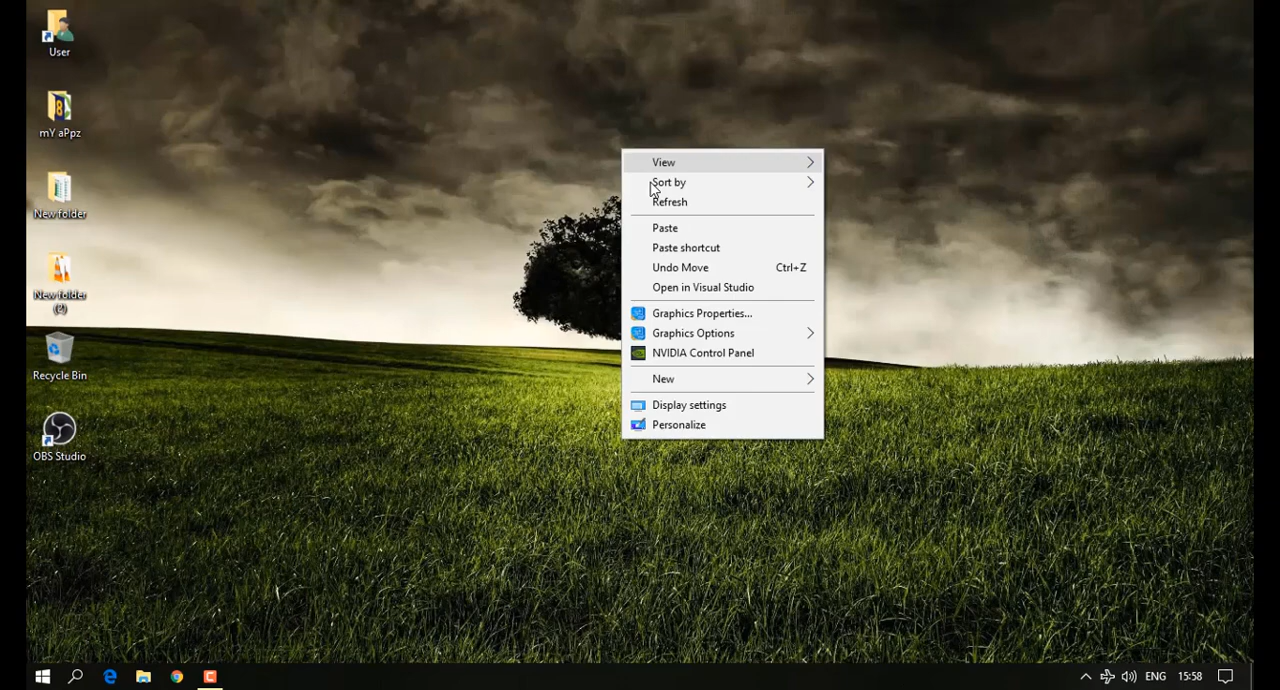 User
mY aPpz
New folder
New folder
(2)
Recycle Bin
OBS Studio
View
Sort by
Refresh
Paste
Paste shortcut
Undo Move Ctrl+Z
Open in Visual Studio
Graphics Properties...
Graphics Options
NVIDIA Control Panel
New
Display settings
Personalize
ENG 15:58